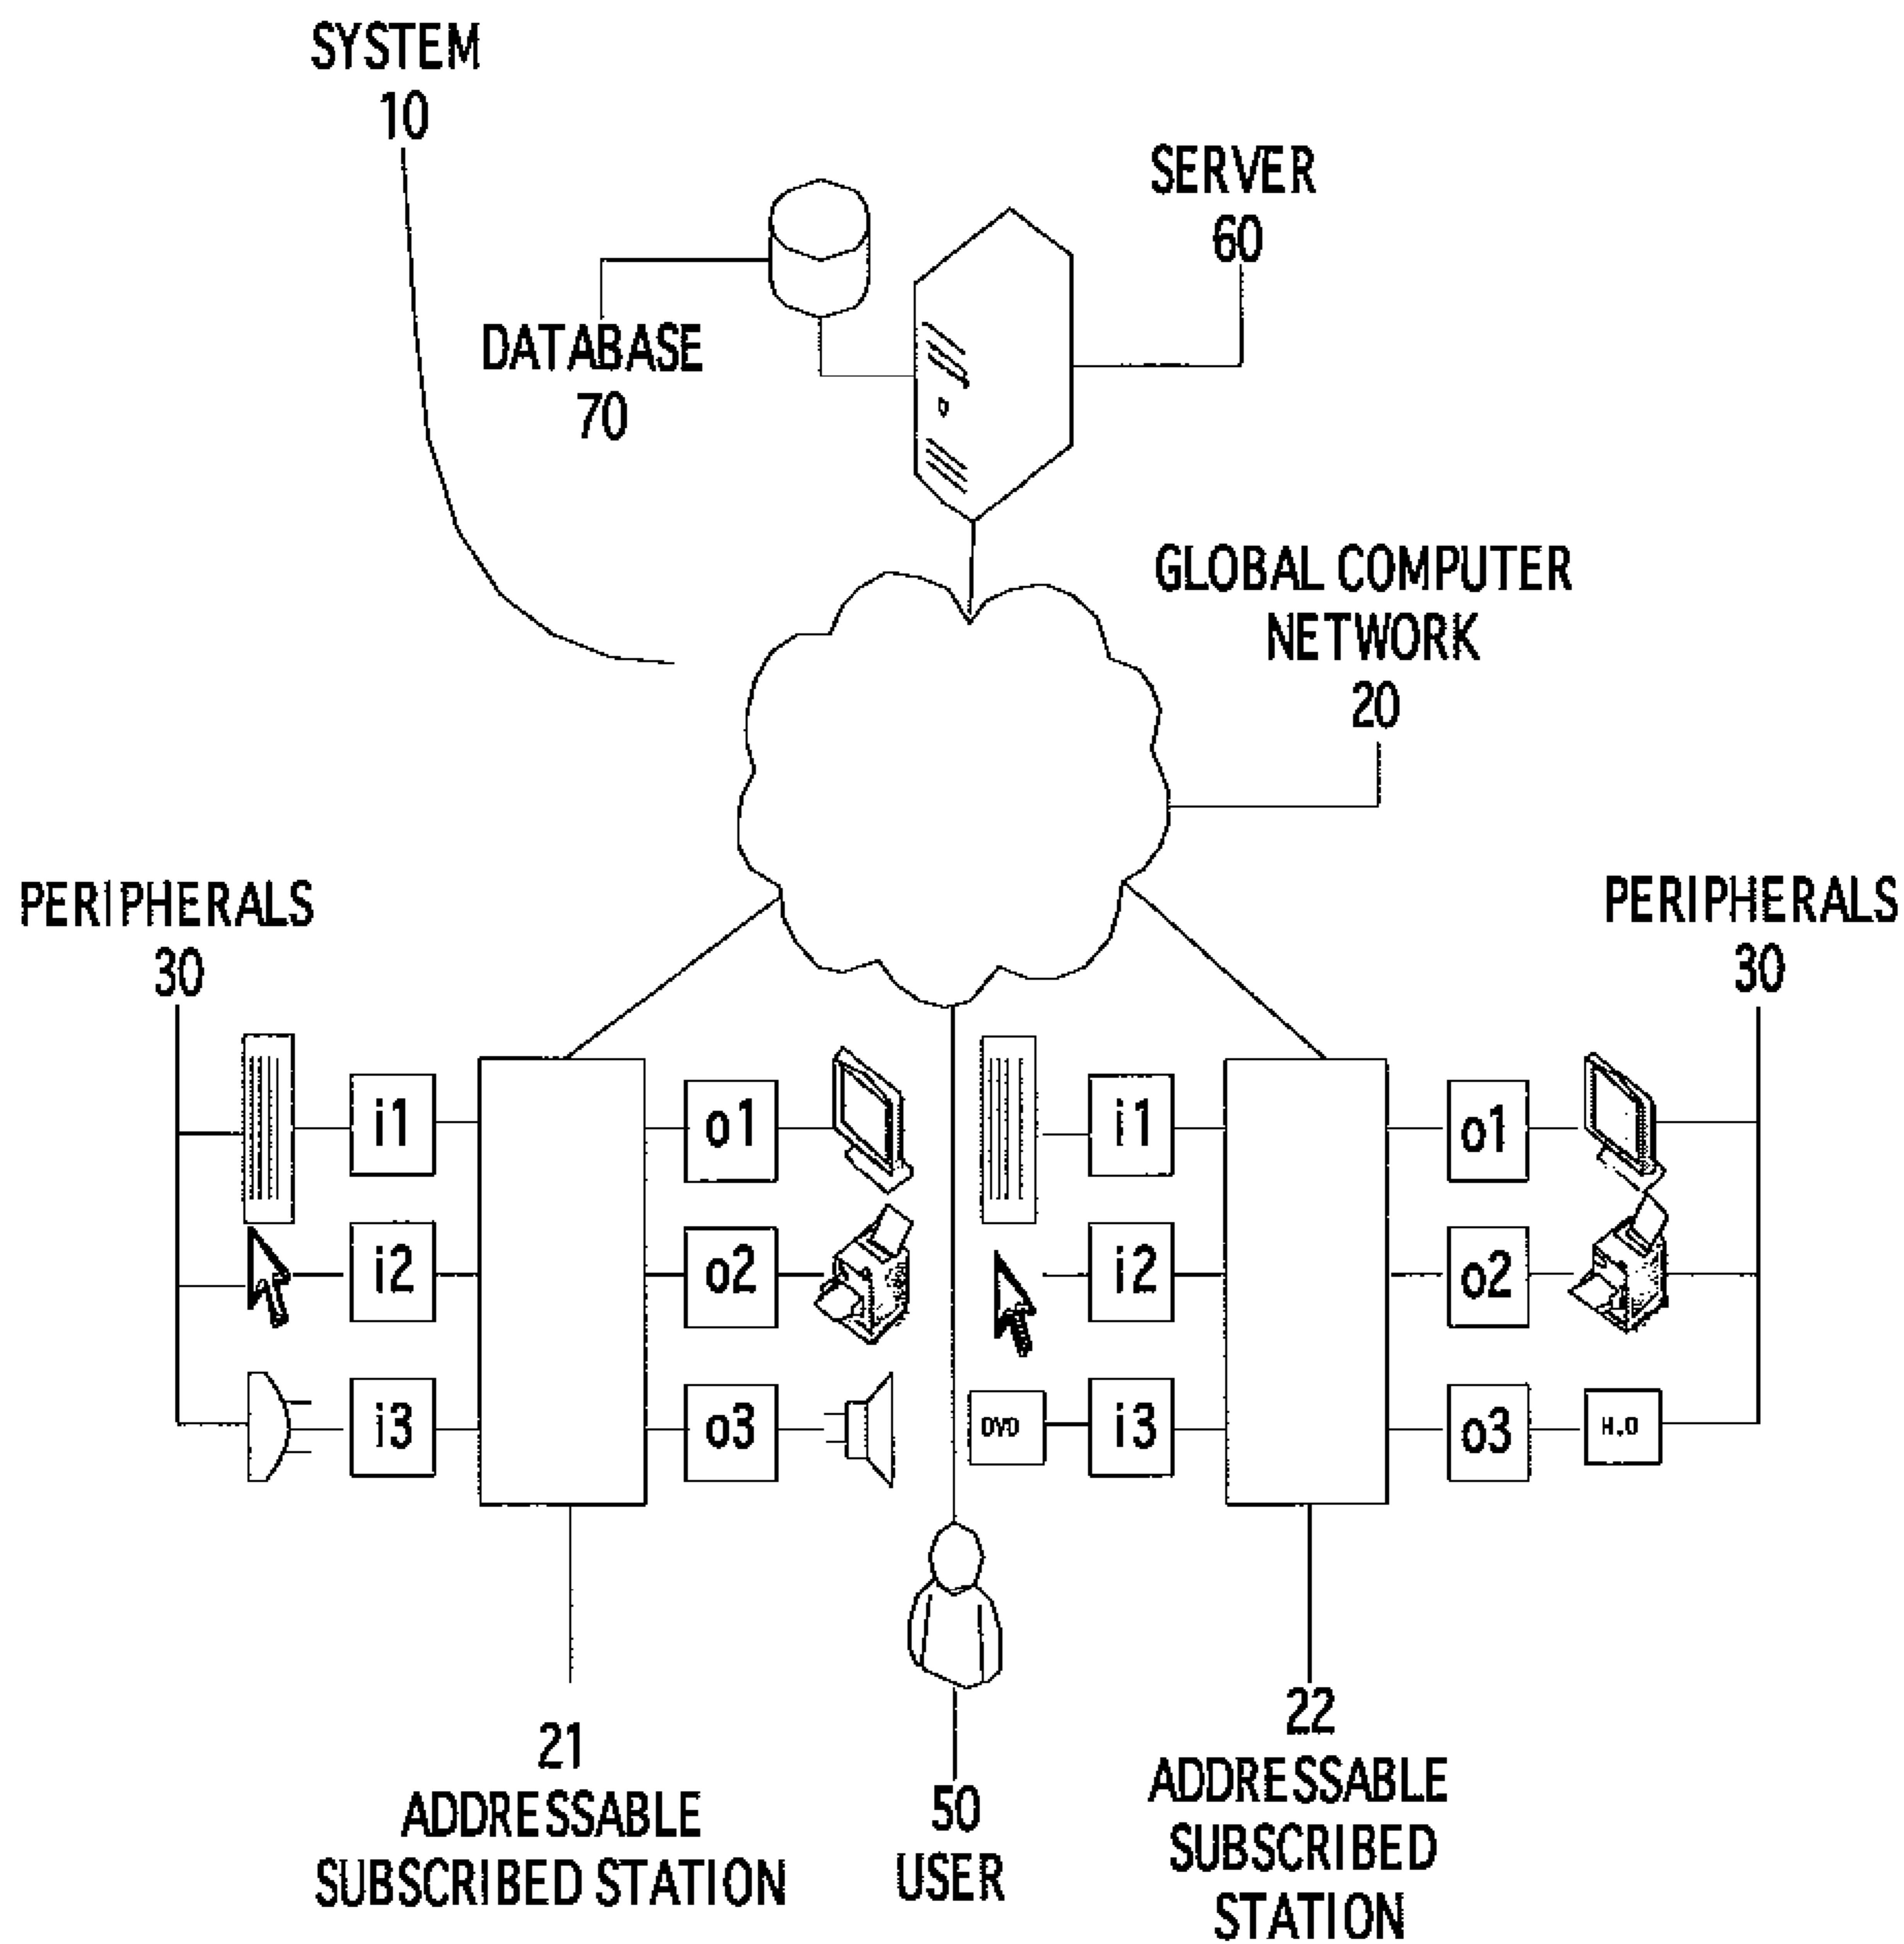 SYSTEM
10
SERVER
60
DATABASE
70
GLOBAL COMPUTER
NETWORK
20
PERIPHERALS
30
PERIPHERALS
30
i1
o1
i1
o1
i2
o2
i2
o2
i3
o3
DVD
i3
o3
H.O
21
ADDRESSABLE
SUBSCRIBED STATION
50
USER
22
ADDRESSABLE
SUBSCRIBED
STATION